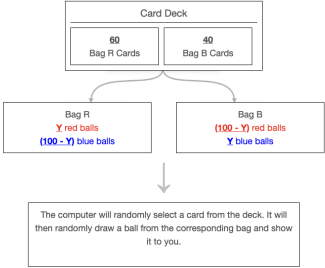 Card Deck
60
Bag R Cards
40
Bag B Cards
Bag R
Y red balls
(100 - Y) blue balls
Bag B
(100 - Y) red balls
Y blue balls
The computer will randomly select a card from the deck. It will
then randomly draw a ball from the corresponding bag and show
it to you.